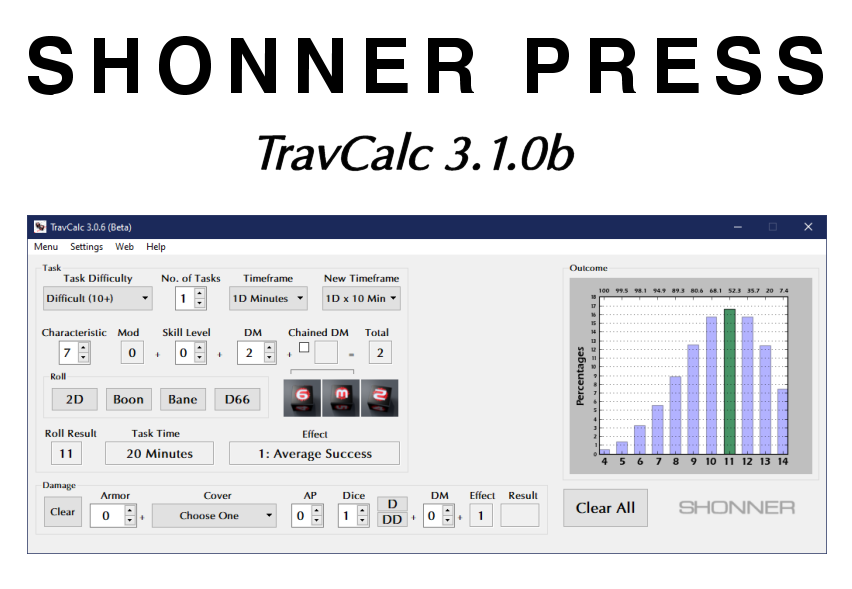 SHONNER PRESS
TravCalc 3.1.0b
TravCalc 3.0.6 (Beta)
Menu Settings Web Help
Task
Task Difficulty No. of Tasks Timeframe New Timeframe
Difficult (10+) 1 1D Minutes 1D x 10 Min
Characteristic Mod Skill Level DM Chained DM Total
7 0 + 0 + 2 + = 2
Roll
2D Boon Bane D66
6 m 2
Roll Result Task Time Effect
11 20 Minutes 1: Average Success
Outcome
100 99.5 98.1 94.9 89.3 80.6 68.1 52.3 35.7 20 7.4
Percentages
18
17
16
15
14
13
12
11
10
9
8
7
6
5
4
3
2
1
0
4 5 6 7 8 9 10 11 12 13 14
Damage
Armor Cover AP Dice DM Effect Result
Clear 0 + Choose One 0 1 D DD + 0 + 1
Clear All
SHONNER